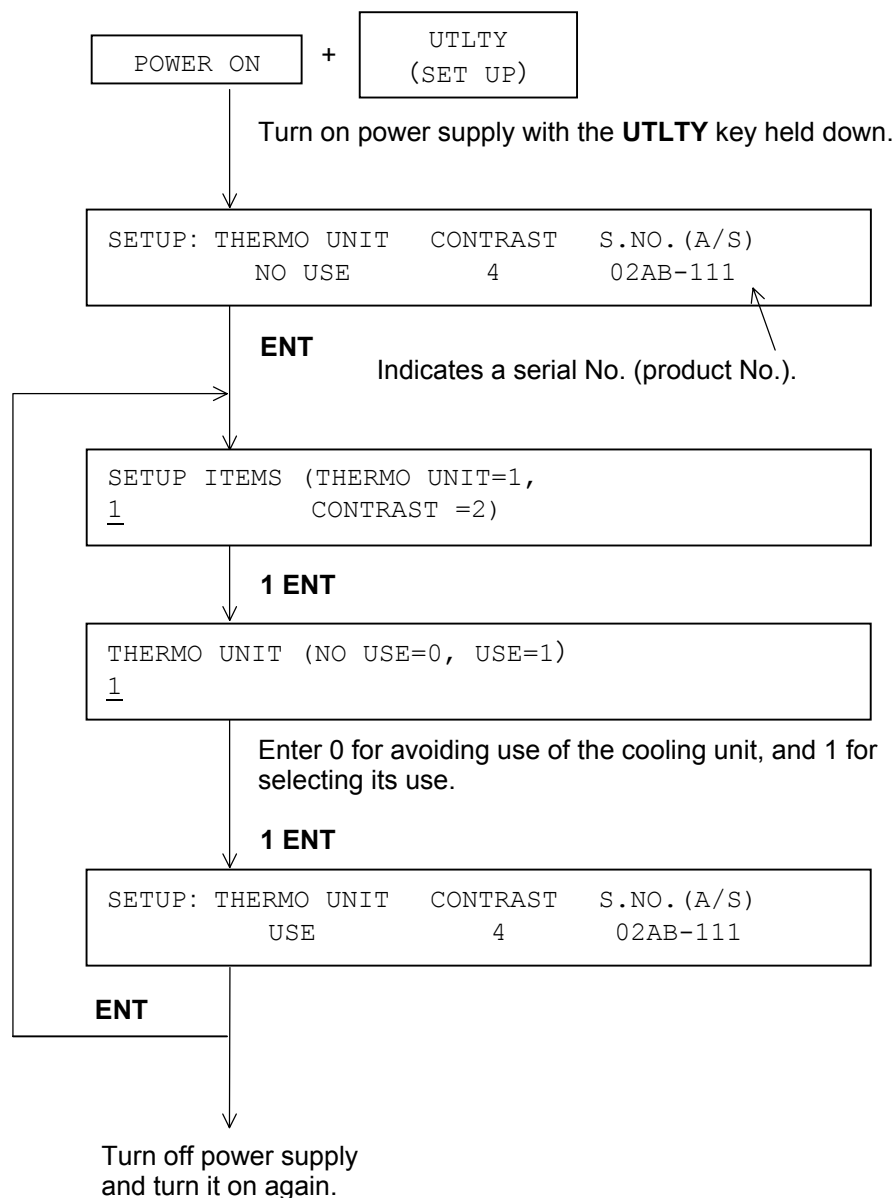 POWER ON
+
UTLTY
(SET UP)
Turn on power supply with the UTLTY key held down.
SETUP: THERMO UNIT CONTRAST S.NO.(A/S)
NO USE 4 02AB-111
ENT
Indicates a serial No. (product No.).
SETUP ITEMS (THERMO UNIT=1,
1 CONTRAST =2)
1 ENT
THERMO UNIT (NO USE=0, USE=1)
1
Enter 0 for avoiding use of the cooling unit, and 1 for
selecting its use.
1 ENT
SETUP: THERMO UNIT CONTRAST S.NO.(A/S)
USE 4 02AB-111
ENT
Turn off power supply
and turn it on again.